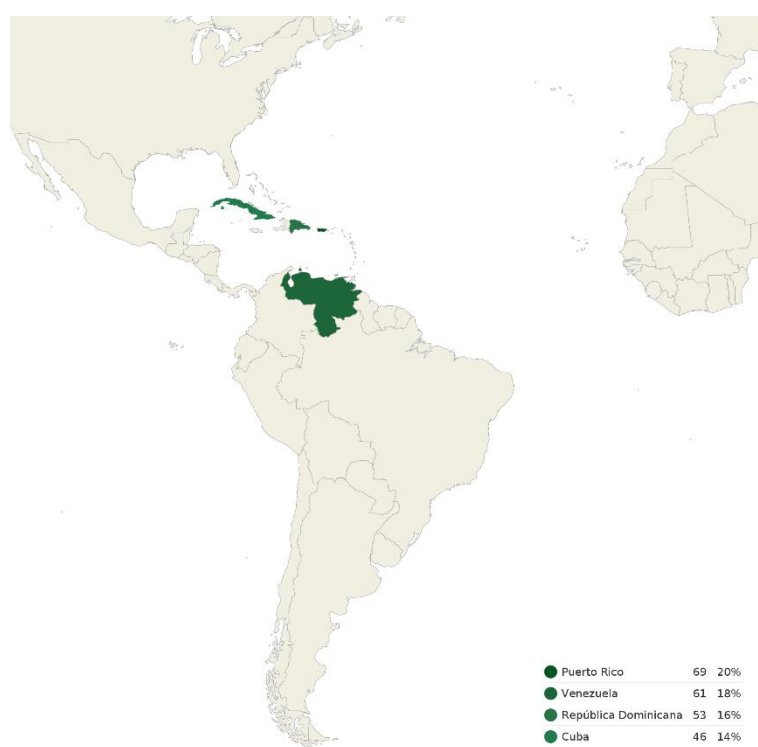 Puerto Rico 69 20%
Venezuela 61 18%
República Dominicana 53 16%
Cuba 46 14%